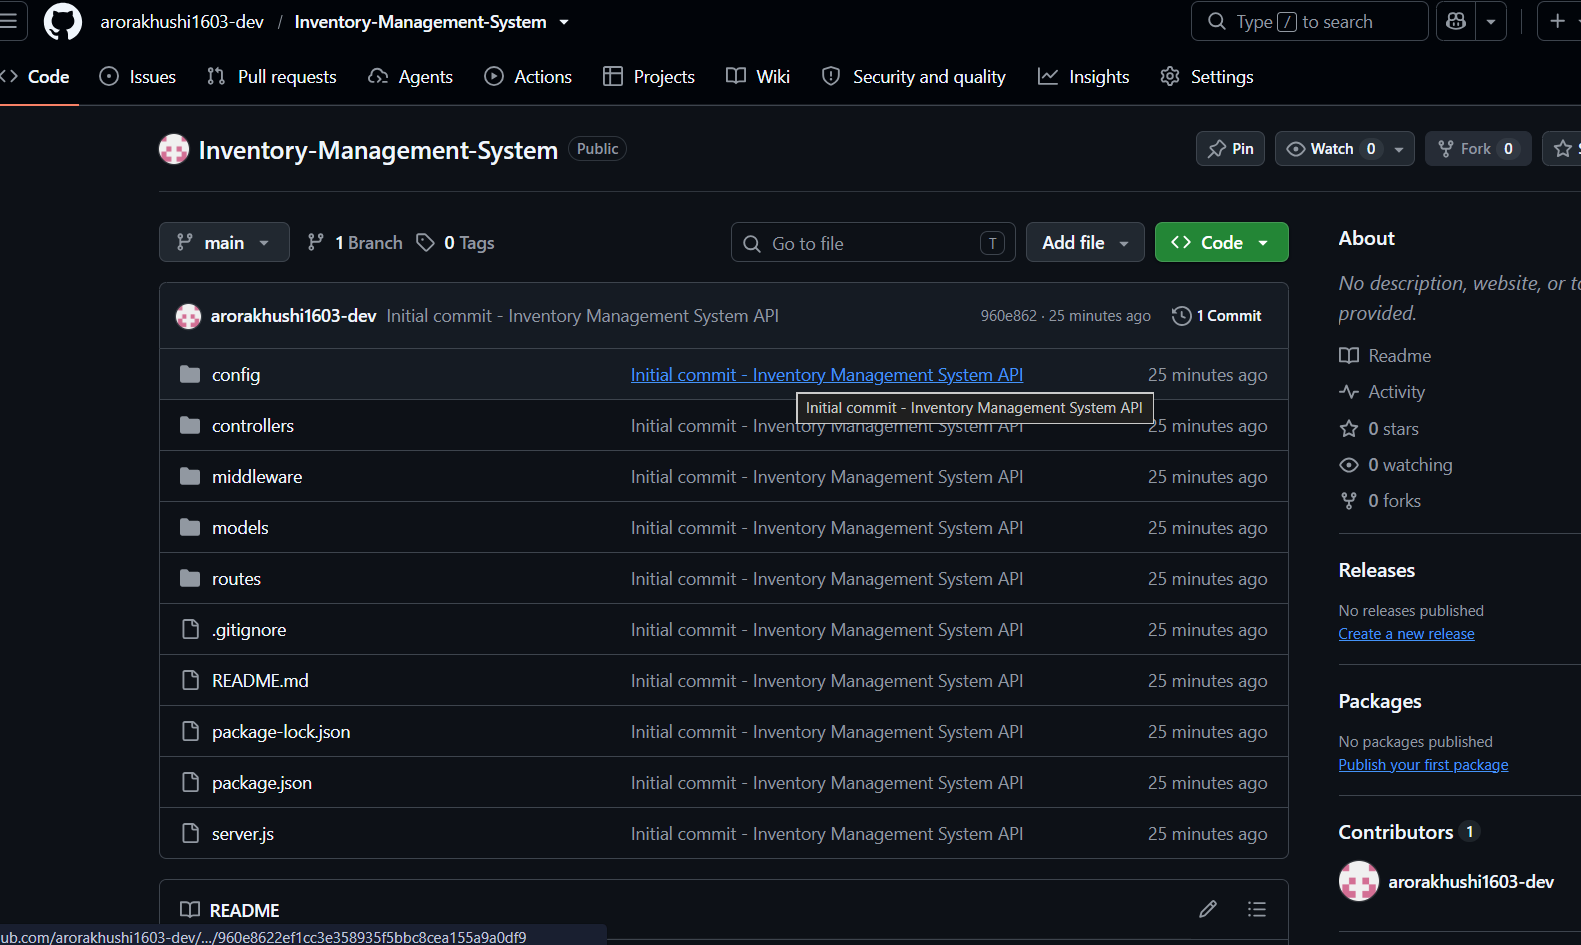 arorakhushi1603-dev / Inventory-Management-System
Type / to search
Code Issues Pull requests Agents Actions Projects Wiki Security and quality Insights Settings
Inventory-Management-System Public
Pin Watch 0 Fork 0
main 1 Branch 0 Tags
Go to file T Add file Code
arorakhushi1603-dev Initial commit - Inventory Management System API 960e862 · 25 minutes ago 1 Commit
config Initial commit - Inventory Management System API 25 minutes ago
Initial commit - Inventory Management System API
controllers Initial commit - Inventory Management System API 25 minutes ago
middleware Initial commit - Inventory Management System API 25 minutes ago
models Initial commit - Inventory Management System API 25 minutes ago
routes Initial commit - Inventory Management System API 25 minutes ago
.gitignore Initial commit - Inventory Management System API 25 minutes ago
README.md Initial commit - Inventory Management System API 25 minutes ago
package-lock.json Initial commit - Inventory Management System API 25 minutes ago
package.json Initial commit - Inventory Management System API 25 minutes ago
server.js Initial commit - Inventory Management System API 25 minutes ago
README
About
No description, website, or
provided.
Readme
Activity
0 stars
0 watching
0 forks
Releases
No releases published
Create a new release
Packages
No packages published
Publish your first package
Contributors 1
arorakhushi1603-dev
ub.com/arorakhushi1603-dev/.../960e8622ef1cc3e358935f5bbc8cea155a9a0df9